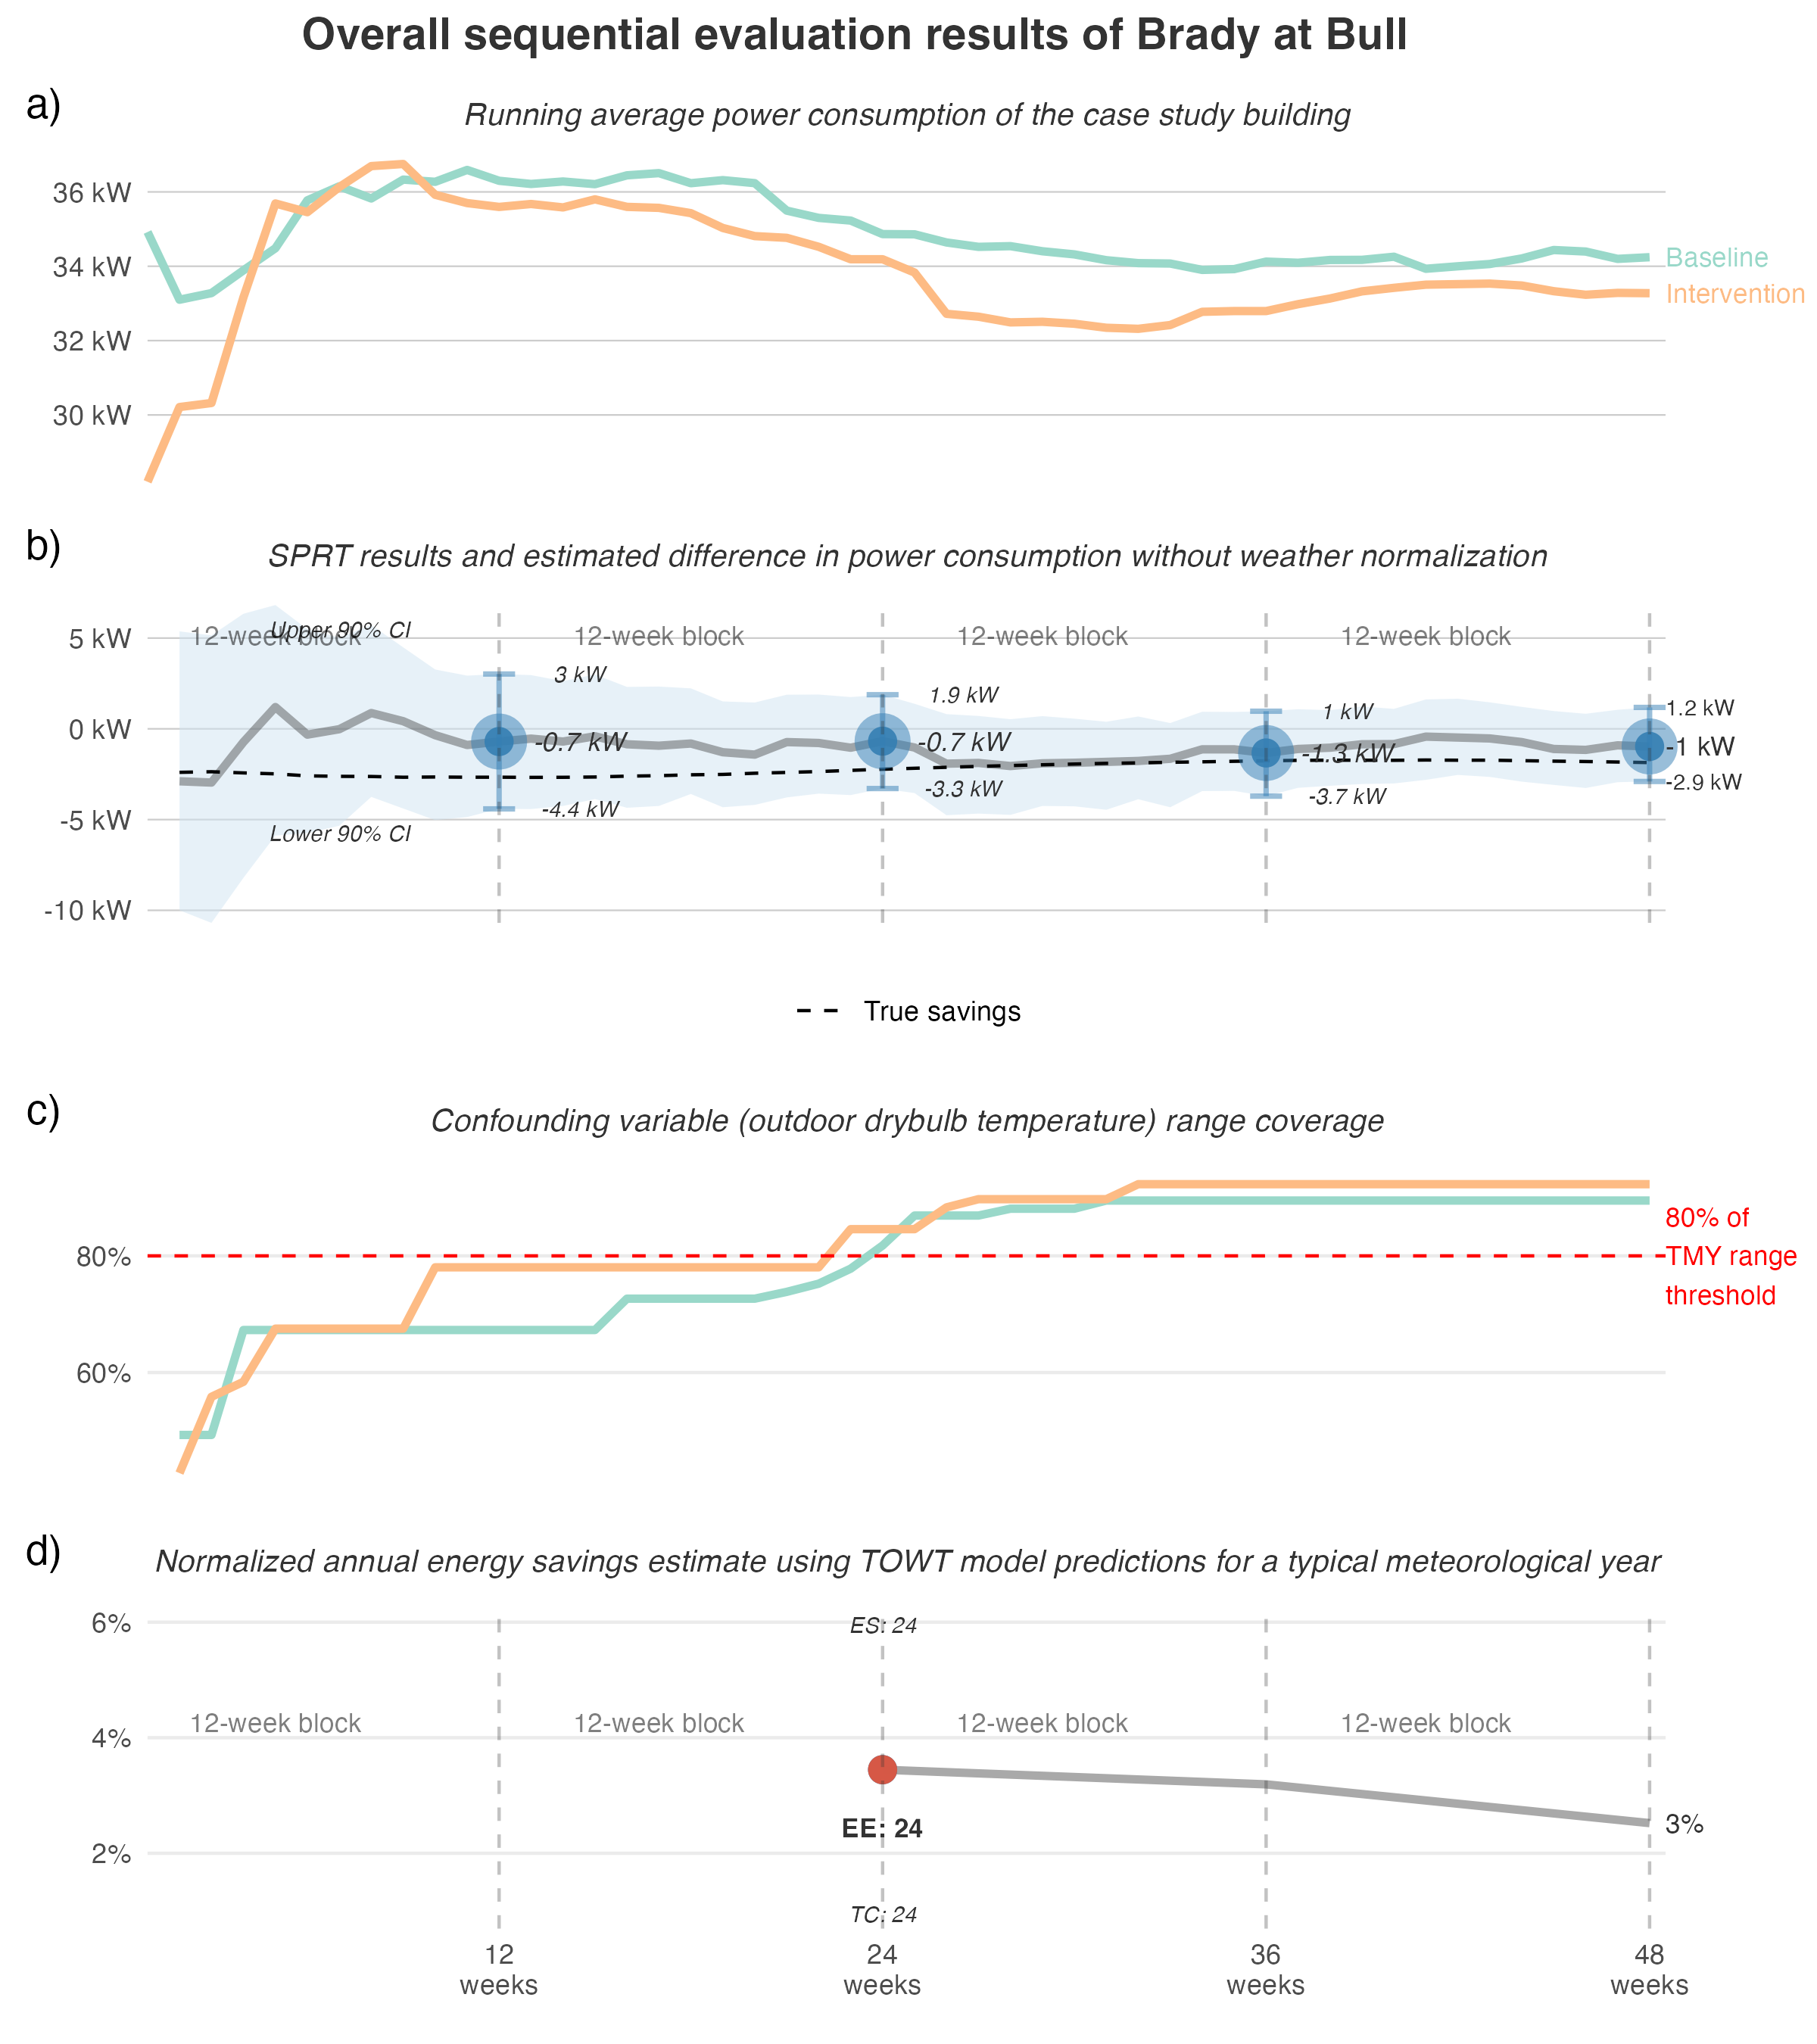 Overall sequential evaluation results of Brady at Bull
a)
Running average power consumption of the case study building
36 kW
34 kW
32 kW
30 kW
Baseline
Intervention
b)
SPRT results and estimated difference in power consumption without weather normalization
5 kW
0 kW
-5 kW
-10 kW
12-week block
12-week block
12-week block
12-week block
Upper 90% CI
Lower 90% CI
3 kW
-0.7 kW
-4.4 kW
1.9 kW
-0.7 kW
-3.3 kW
1 kW
-1.3 kW
-3.7 kW
1.2 kW
-1 kW
-2.9 kW
True savings
c)
Confounding variable (outdoor drybulb temperature) range coverage
80%
60%
80% of
TMY range
threshold
d)
Normalized annual energy savings estimate using TOWT model predictions for a typical meteorological year
6%
4%
2%
ES: 24
12-week block
12-week block
12-week block
12-week block
EE: 24
3%
TC: 24
12
weeks
24
weeks
36
weeks
48
weeks